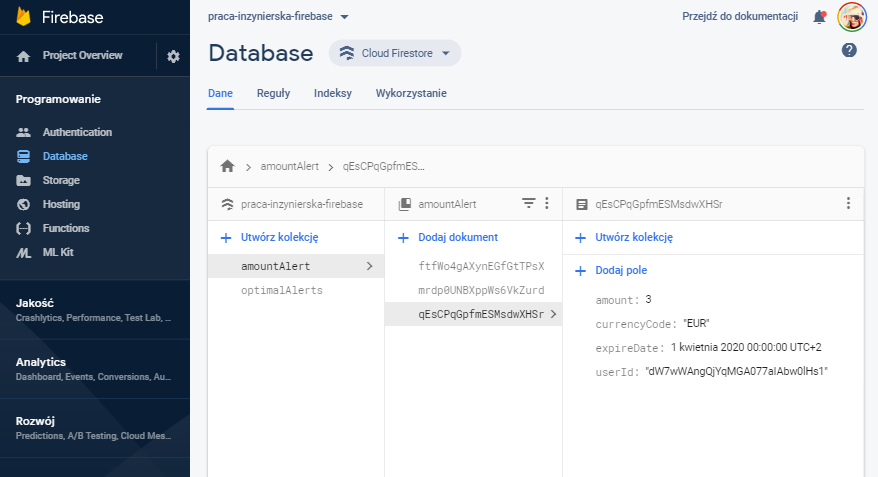 Firebase
Project Overview
Programowanie
Authentication
Database
Storage
Hosting
Functions
ML Kit
Jakość
Crashlytics, Performance, Test Lab, ...
Analytics
Dashboard, Events, Conversions, Au...
Rozwój
Predictions, A/B Testing, Cloud Mes...
praca-inzynierska-firebase
Przejdź do dokumentacji
Database
Cloud Firestore
Dane
Reguły
Indeksy
Wykorzystanie
amountAlert
qEsCPqGpfmES...
praca-inzynierska-firebase
Utwórz kolekcję
amountAlert
optimalAlerts
amountAlert
Dodaj dokument
ftfWo4gAXynEGfGtTPsX
mrdp0UNBXppWs6VkZurd
qEsCPqGpfmESMsdwXHSr
qEsCPqGpfmESMsdwXHSr
Utwórz kolekcję
Dodaj pole
amount: 3
currencyCode: "EUR"
expireDate: 1 kwietnia 2020 00:00:00 UTC+2
userId: "dW7wWAngQjYqMGA077aIAbw0lHs1"